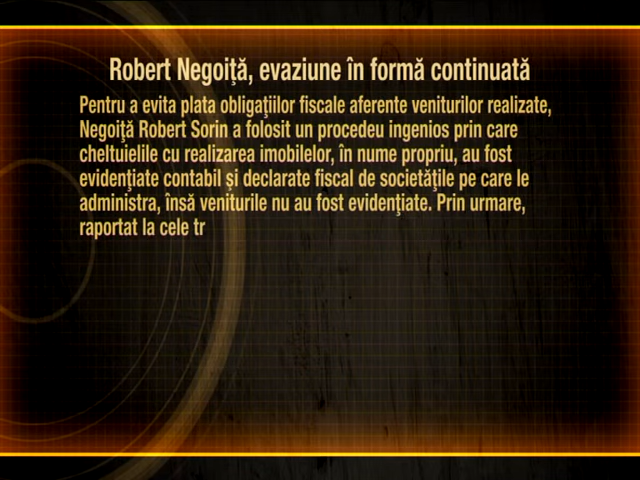 Robert Negoiţă, evaziune în formă continuată
Pentru a evita plata obligaţiilor fiscale aferente veniturilor realizate,
Negoiţă Robert Sorin a folosit un procedeu ingenios prin care
cheltuielile cu realizarea imobilelor, în nume propriu, au fost
evidenţiate contabil şi declarate fiscal de societăţile pe care le
administra, însă veniturile nu au fost evidenţiate. Prin urmare,
raportat la cele tr